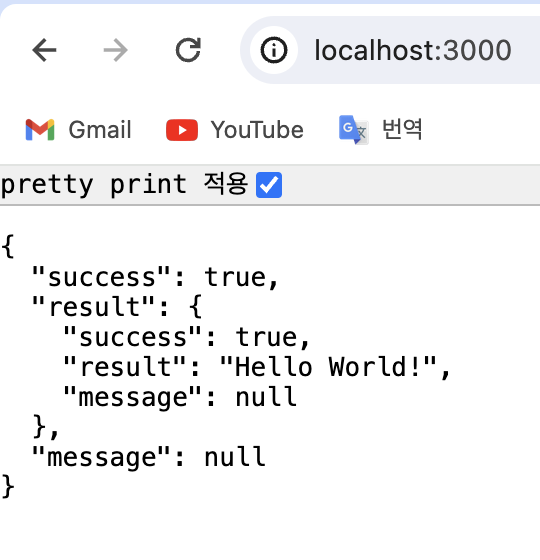 localhost:3000
Gmail YouTube 번역
pretty print 적용
{
  "success": true,
  "result": {
    "success": true,
    "result": "Hello World!",
    "message": null
  },
  "message": null
}